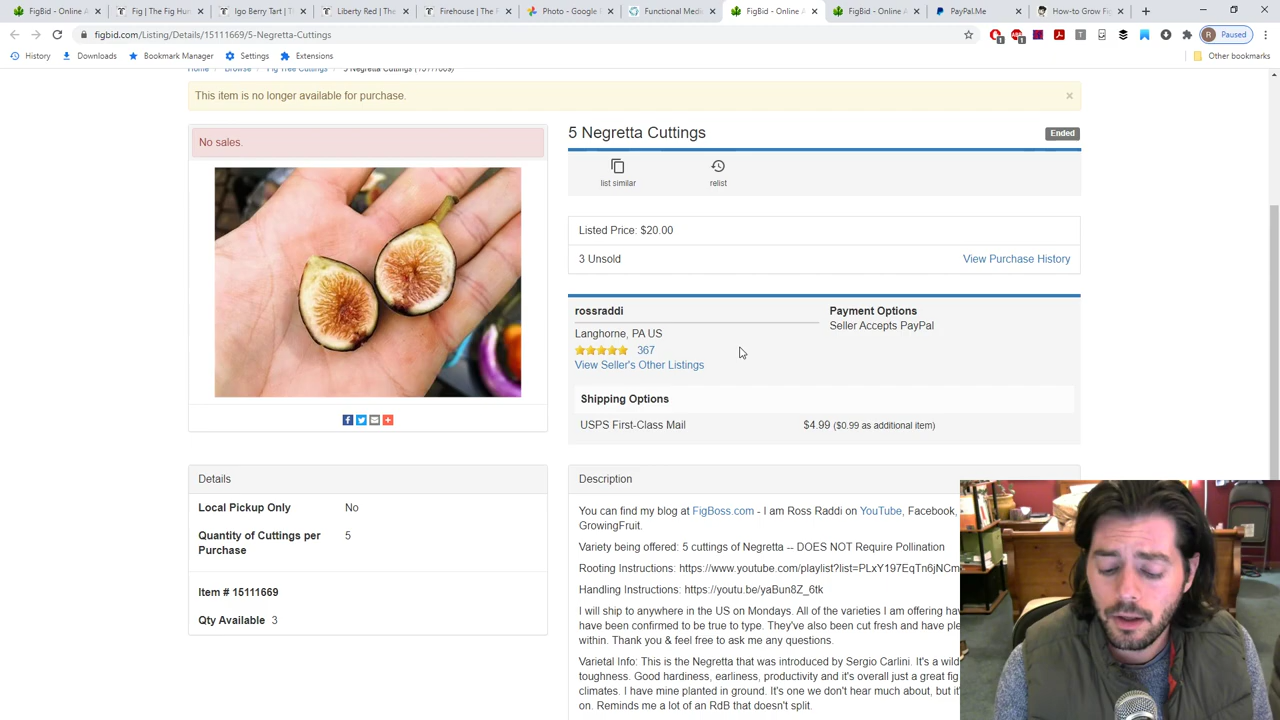 FigBid - Online A
Fig | The Fig Hun
Igo Berry Tart | T
Liberty Red | The
Firehouse | The F
Photo - Google
Functional Medi
FigBid - Online A
FigBid - Online A
PayPal.Me
How-to Grow Fig
figbid.com/Listing/Details/15111669/5-Negretta-Cuttings
Paused
History
Downloads
Bookmark Manager
Settings
Extensions
Other bookmarks
Home Browse Fig Tree Cuttings 5 Negretta Cuttings (15111669)
This item is no longer available for purchase.
No sales.
5 Negretta Cuttings
Ended
list similar
relist
Listed Price: $20.00
3 Unsold
View Purchase History
rossraddi
Langhorne, PA US
367
View Seller's Other Listings
Payment Options
Seller Accepts PayPal
Shipping Options
USPS First-Class Mail
$4.99 ($0.99 as additional item)
Details
Local Pickup Only No
Quantity of Cuttings per 5
Purchase
Item # 15111669
Qty Available 3
Description
You can find my blog at FigBoss.com - I am Ross Raddi on YouTube, Facebook,
GrowingFruit.
Variety being offered: 5 cuttings of Negretta -- DOES NOT Require Pollination
Rooting Instructions: https://www.youtube.com/playlist?list=PLxY197EqTn6jNCm
Handling Instructions: https://youtu.be/yaBun8Z_6tk
I will ship to anywhere in the US on Mondays. All of the varieties I am offering hav
have been confirmed to be true to type. They've also been cut fresh and have ple
within. Thank you & feel free to ask me any questions.
Varietal Info: This is the Negretta that was introduced by Sergio Carlini. It's a wild
toughness. Good hardiness, earliness, productivity and it's overall just a great fig
climates. I have mine planted in ground. It's one we don't hear much about, but it'
on. Reminds me a lot of an RdB that doesn't split.